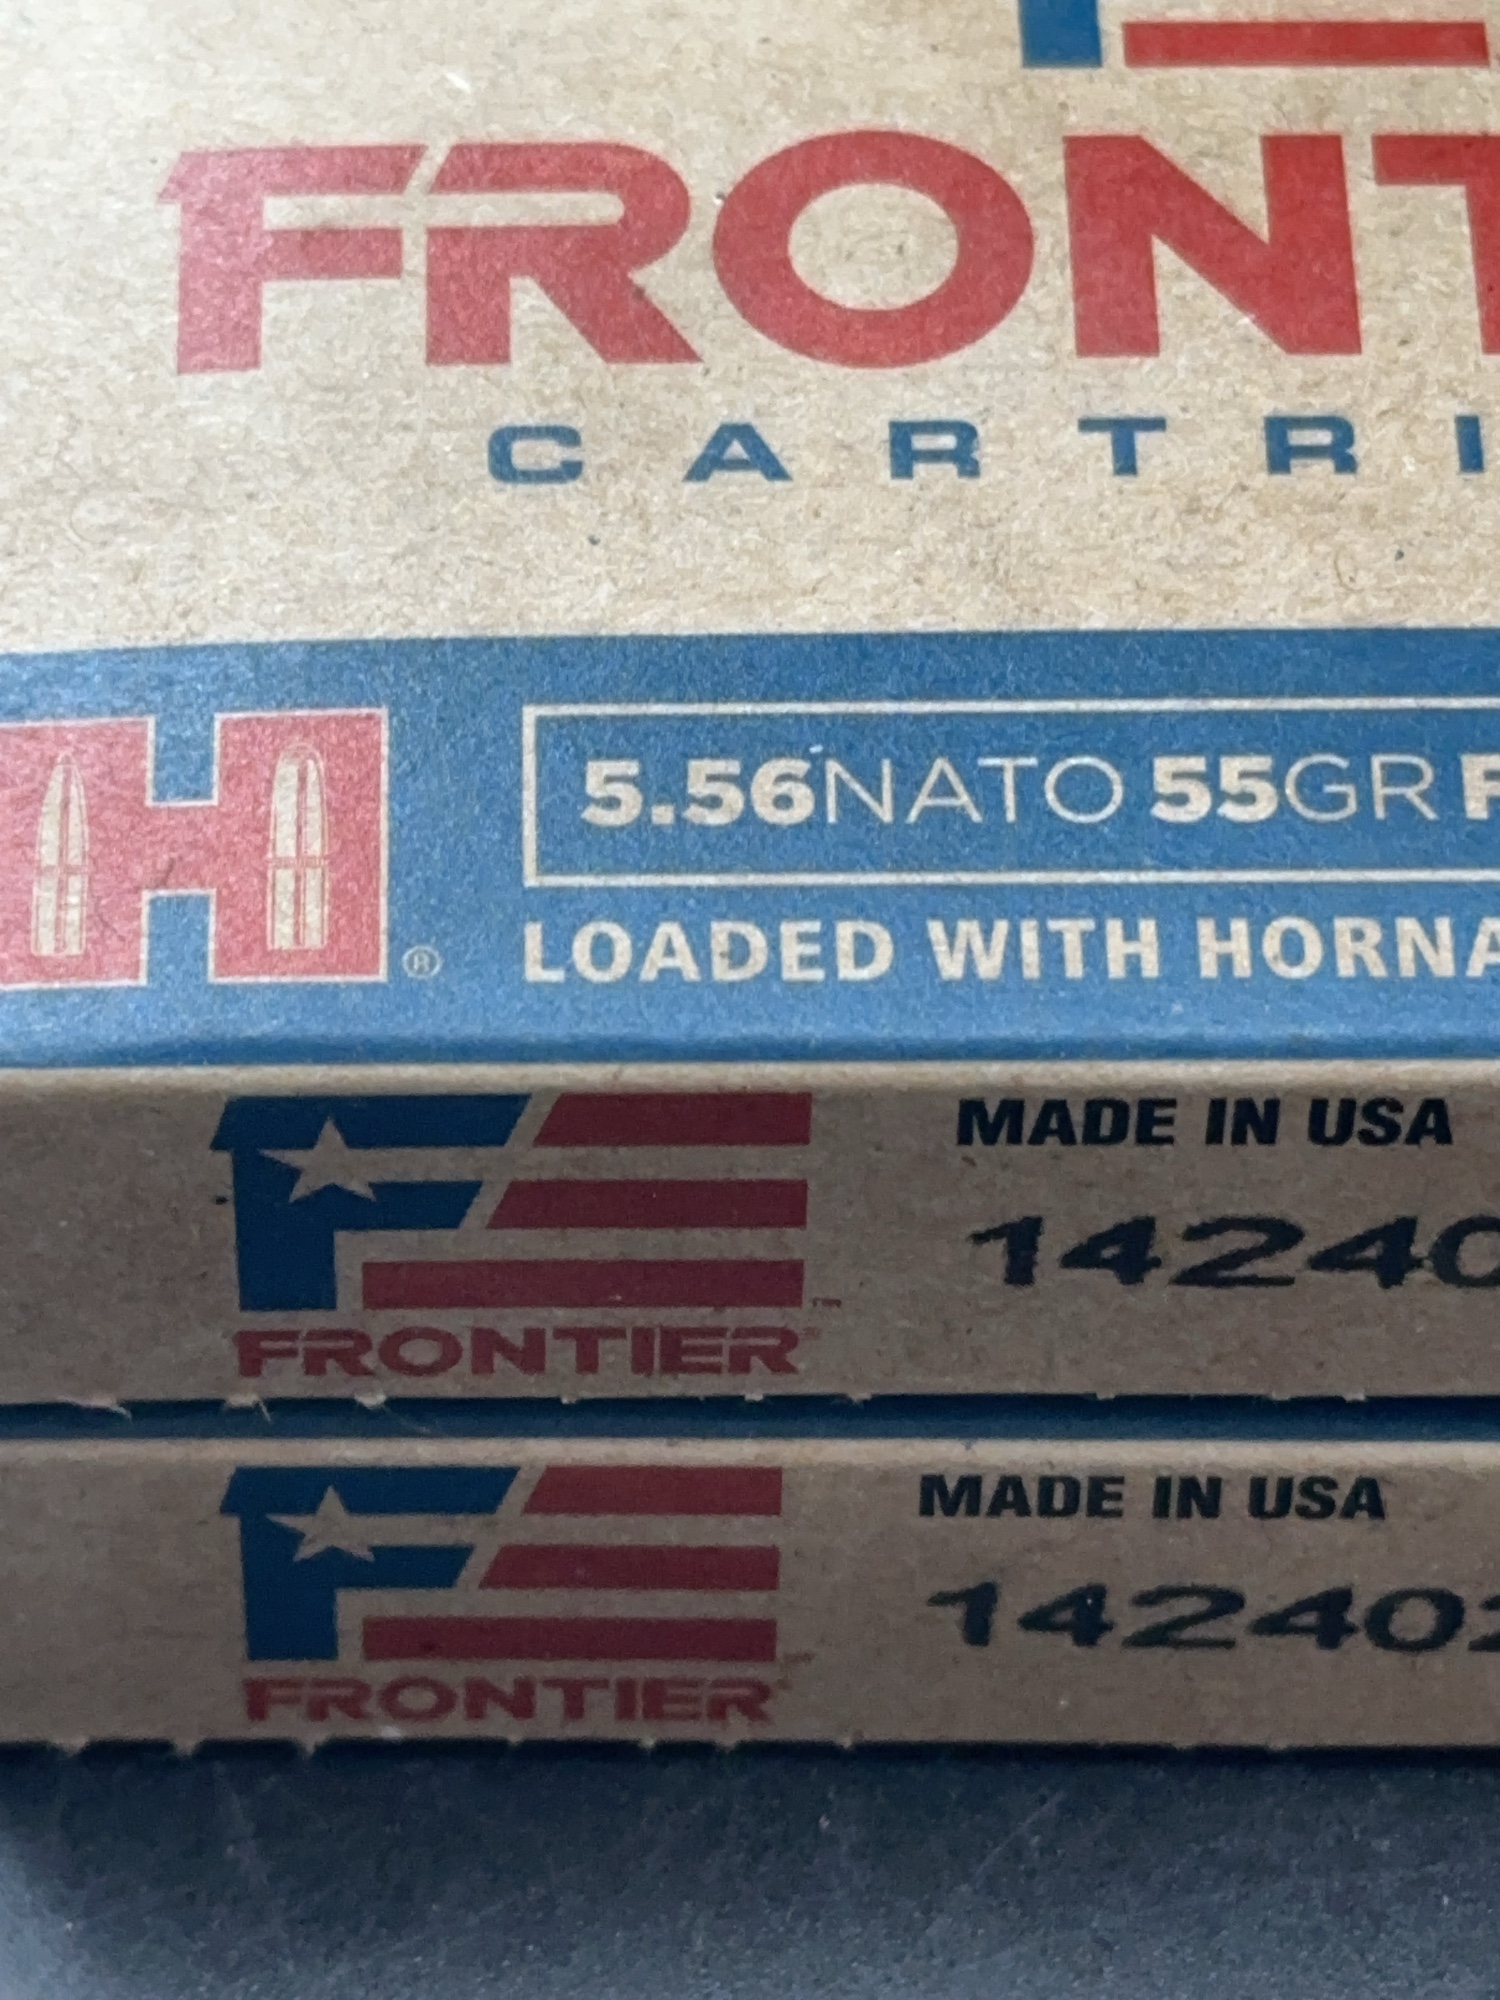 FRONT
CARTRI
H
®
5.56NATO 55GR F
LOADED WITH HORNA
MADE IN USA
14240
FRONTIER
MADE IN USA
14240
FRONTIER